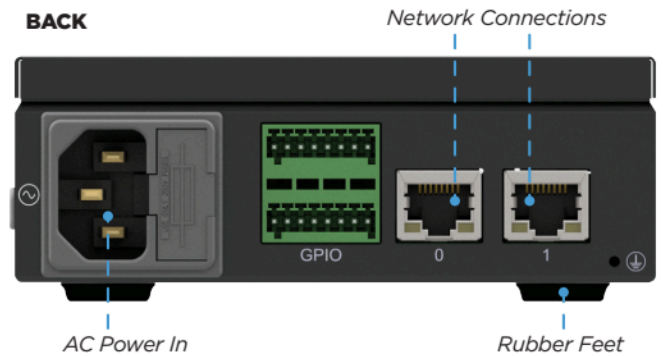 BACK
Network Connections
GPIO
0
1
AC Power In
Rubber Feet